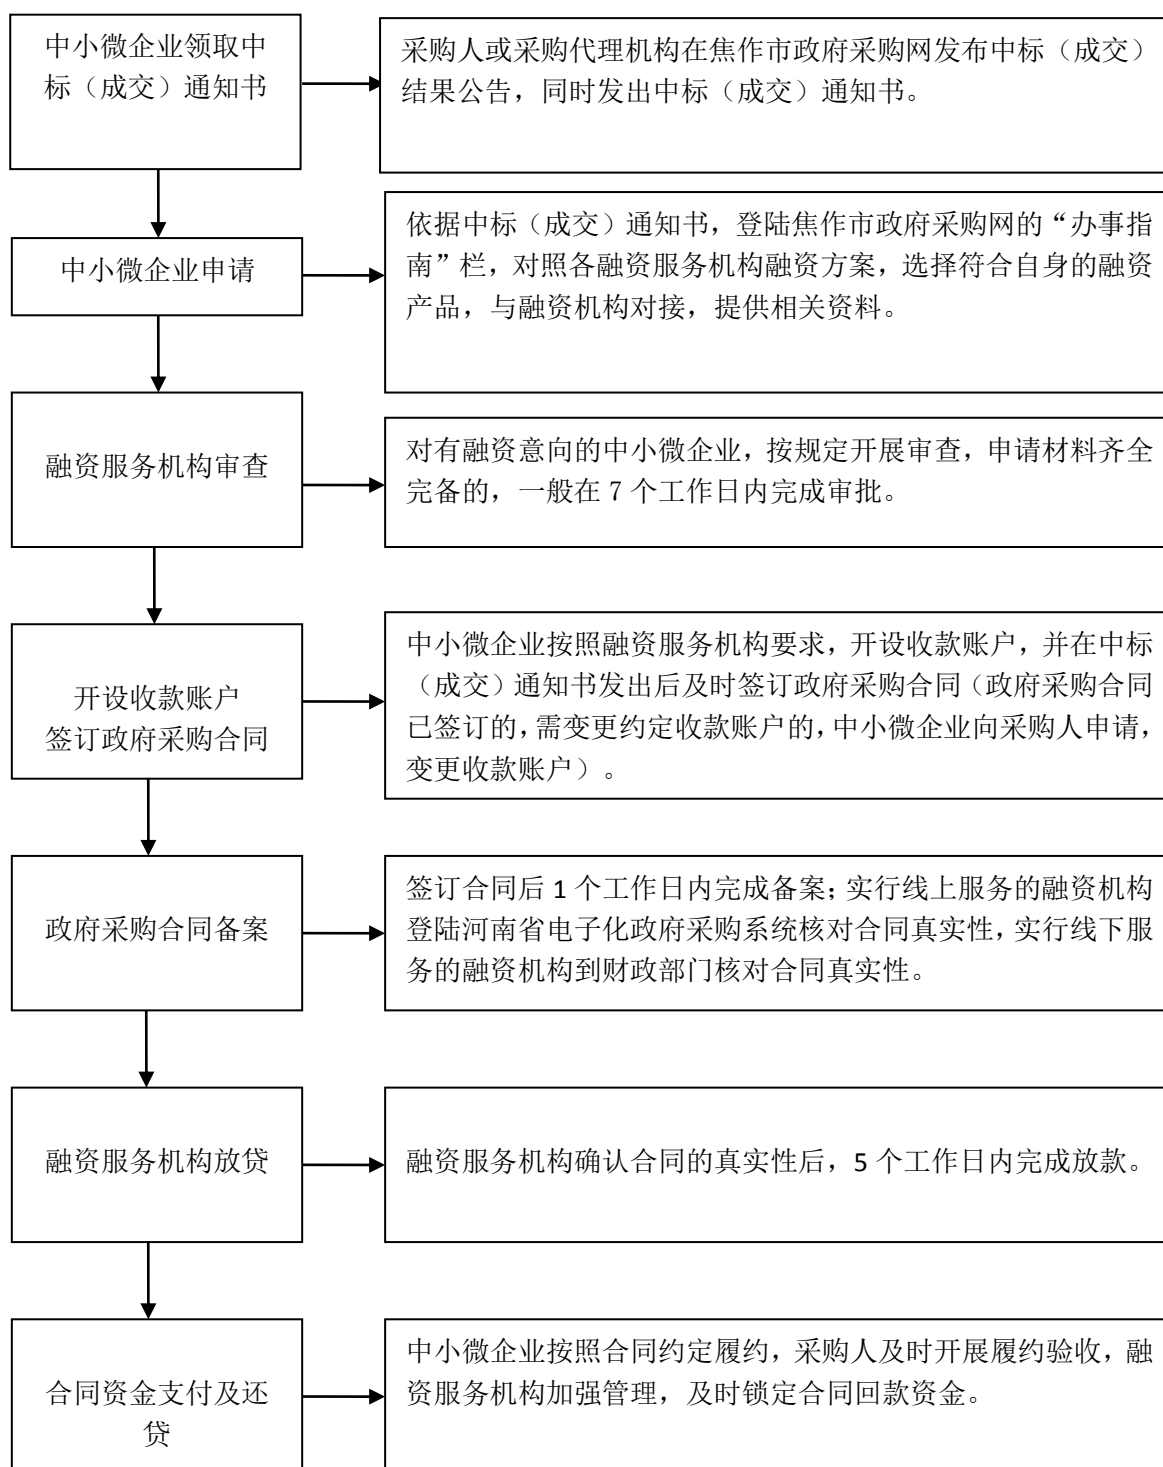 中小微企业领取中
标（成交）通知书
采购人或采购代理机构在焦作市政府采购网发布中标（成交）
结果公告，同时发出中标（成交）通知书。
中小微企业申请
依据中标（成交）通知书，登陆焦作市政府采购网的“办事指
南”栏，对照各融资服务机构融资方案，选择符合自身的融资
产品，与融资机构对接，提供相关资料。
融资服务机构审查
对有融资意向的中小微企业，按规定开展审查，申请材料齐全
完备的，一般在 7 个工作日内完成审批。
开设收款账户
签订政府采购合同
中小微企业按照融资服务机构要求，开设收款账户，并在中标
（成交）通知书发出后及时签订政府采购合同（政府采购合同
已签订的，需变更约定收款账户的，中小微企业向采购人申请，
变更收款账户）。
政府采购合同备案
签订合同后 1 个工作日内完成备案；实行线上服务的融资机构
登陆河南省电子化政府采购系统核对合同真实性，实行线下服
务的融资机构到财政部门核对合同真实性。
融资服务机构放贷
融资服务机构确认合同的真实性后，5 个工作日内完成放款。
合同资金支付及还
贷
中小微企业按照合同约定履约，采购人及时开展履约验收，融
资服务机构加强管理，及时锁定合同回款资金。